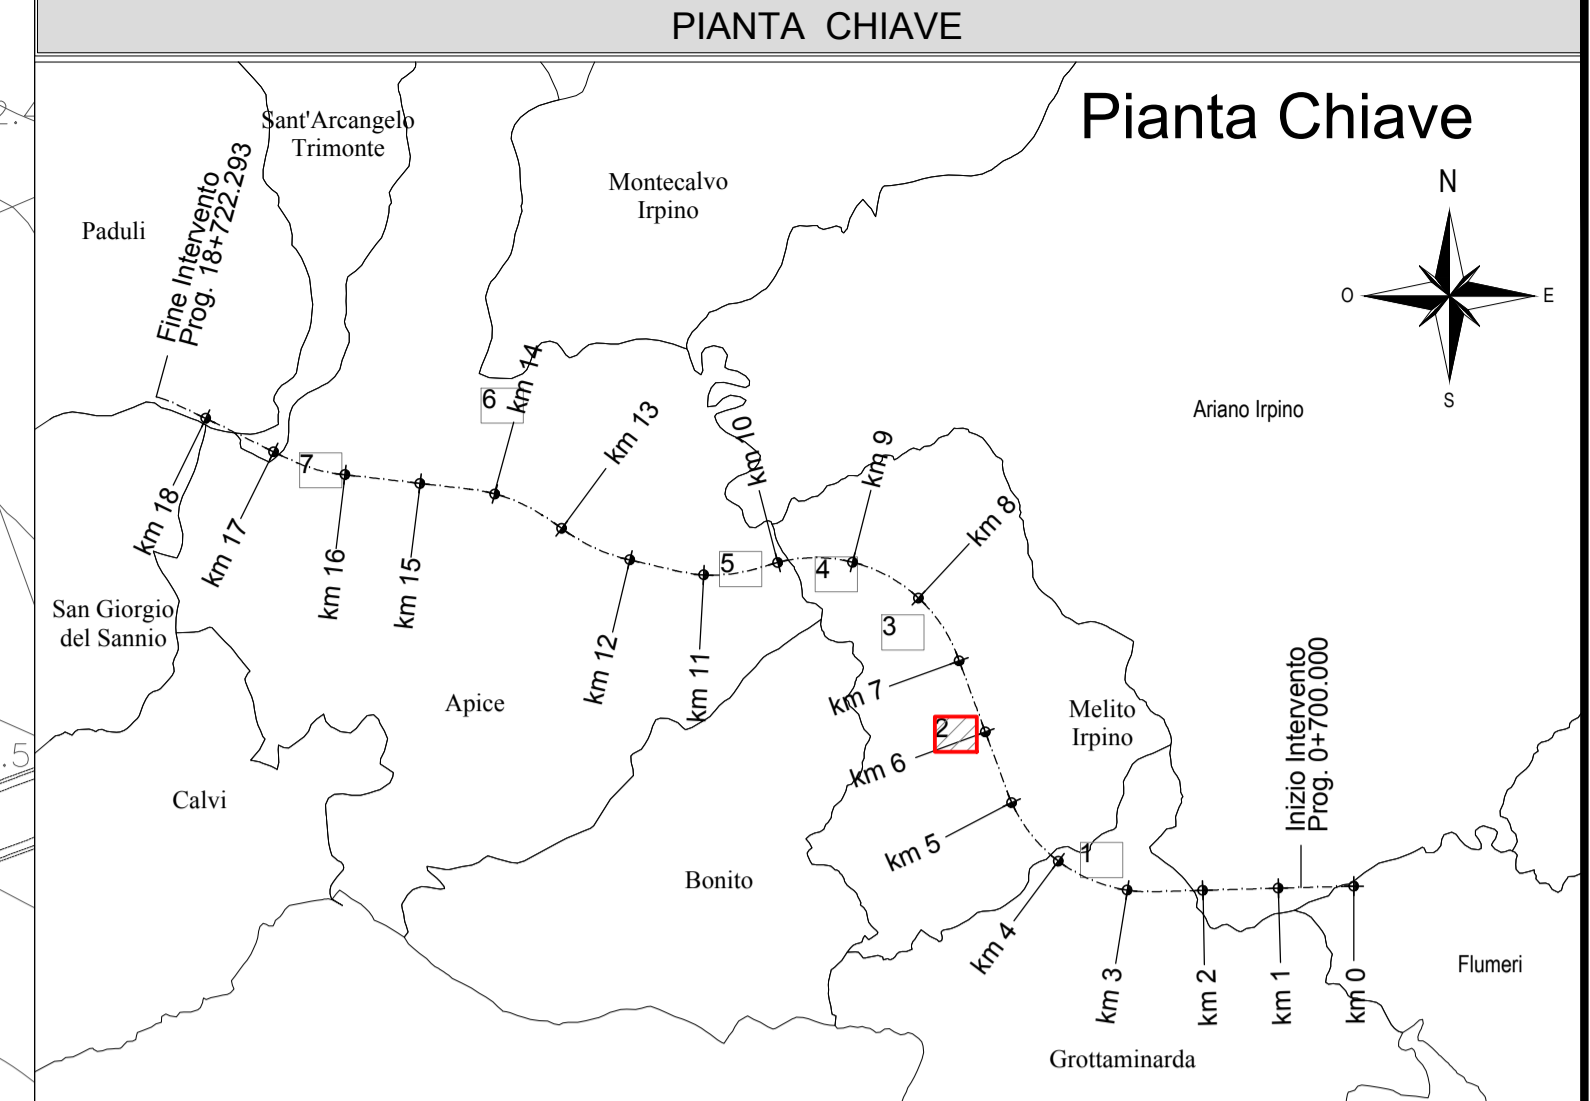 PIANTA CHIAVE
Pianta Chiave
Sant'Arcangelo
Trimonte
Montecalvo
Irpino
Paduli
Fine Intervento
Prog. 18+722.293
N
O
E
S
Ariano Irpino
6
km 14
km 13
km 10
km 9
km 8
7
km 18
km 17
km 16
km 15
5
4
3
km 12
km 11
km 7
San Giorgio
del Sannio
Apice
Melito
Irpino
2
km 6
Inizio Intervento
Prog. 0+700.000
.5
Calvi
km 5
1
Bonito
km 4
km 3
km 2
km 1
km 0
Flumeri
Grottaminarda